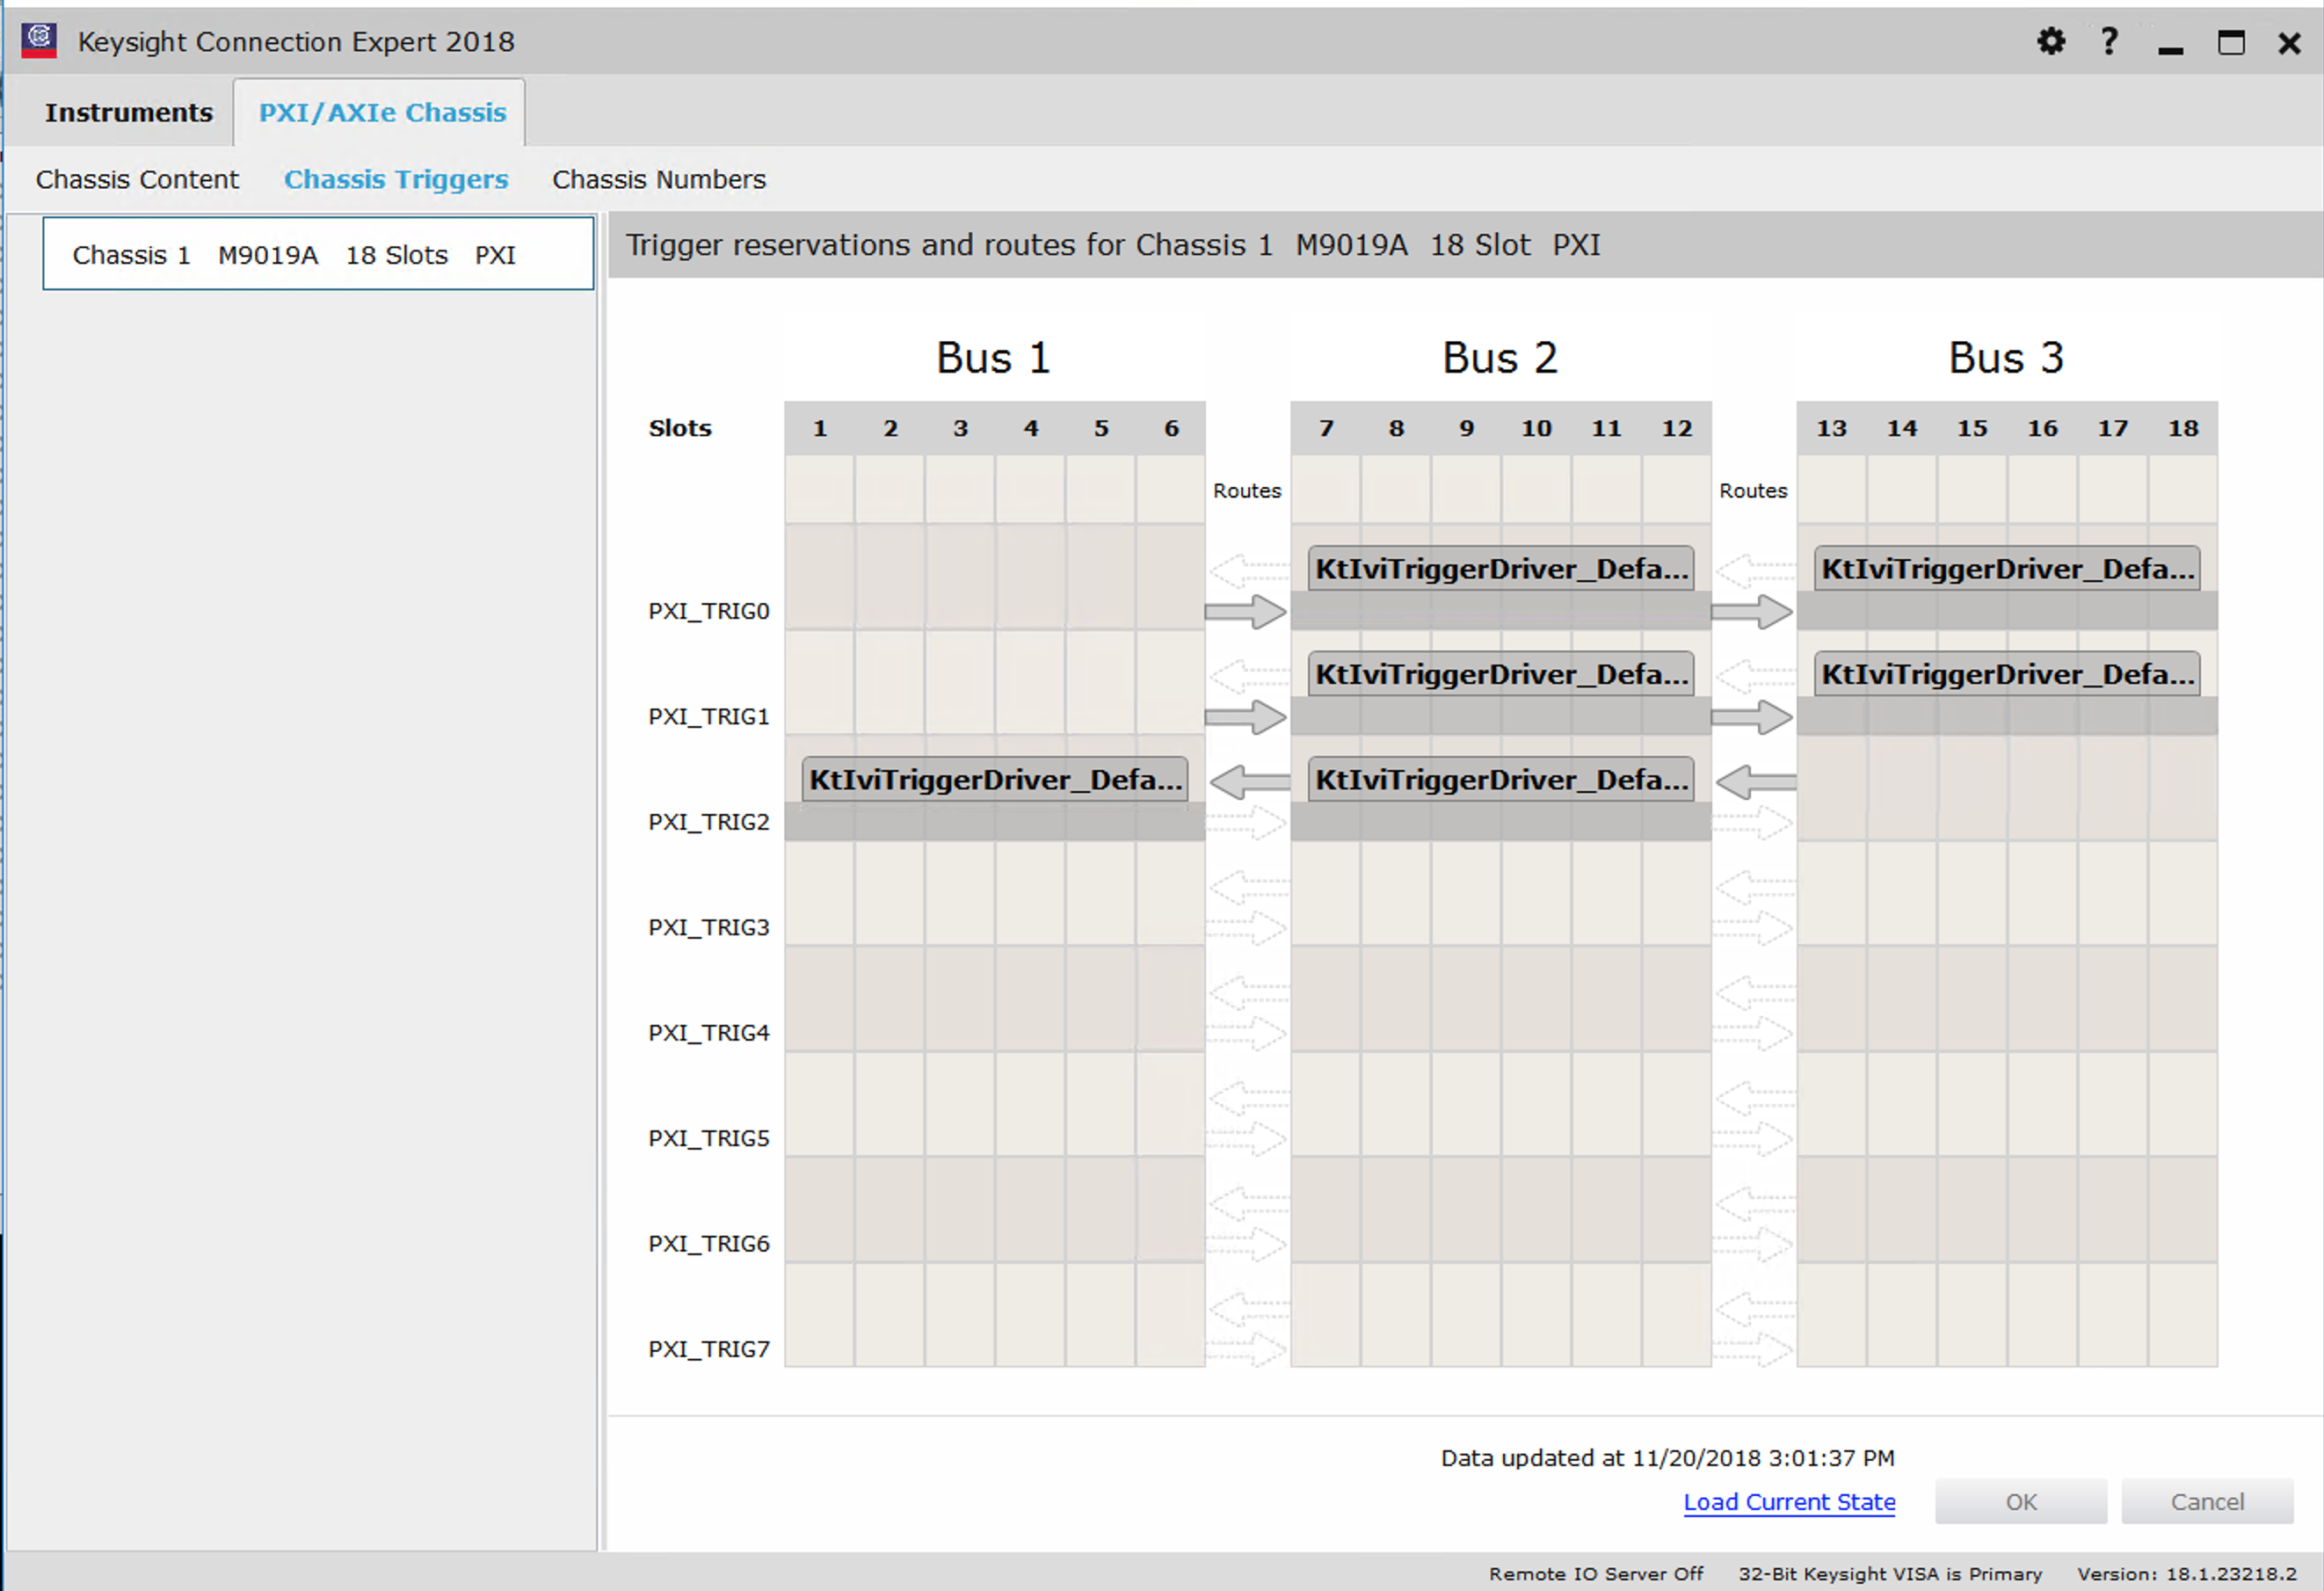 Keysight Connection Expert 2018
?
Instruments PXI/AXIe Chassis
Chassis Content Chassis Triggers Chassis Numbers
Chassis 1 M9019A 18 Slots PXI
Trigger reservations and routes for Chassis 1 M9019A 18 Slot PXI
Bus 1 Bus 2 Bus 3
Slots 1 2 3 4 5 6 7 8 9 10 11 12 13 14 15 16 17 18
Routes Routes
KtIviTriggerDriver_Defa... KtIviTriggerDriver_Defa...
PXI_TRIG0
KtIviTriggerDriver_Defa... KtIviTriggerDriver_Defa...
PXI_TRIG1
KtIviTriggerDriver_Defa... KtIviTriggerDriver_Defa...
PXI_TRIG2
PXI_TRIG3
PXI_TRIG4
PXI_TRIG5
PXI_TRIG6
PXI_TRIG7
Data updated at 11/20/2018 3:01:37 PM
Load Current State OK Cancel
Remote IO Server Off 32-Bit Keysight VISA is Primary Version: 18.1.23218.2